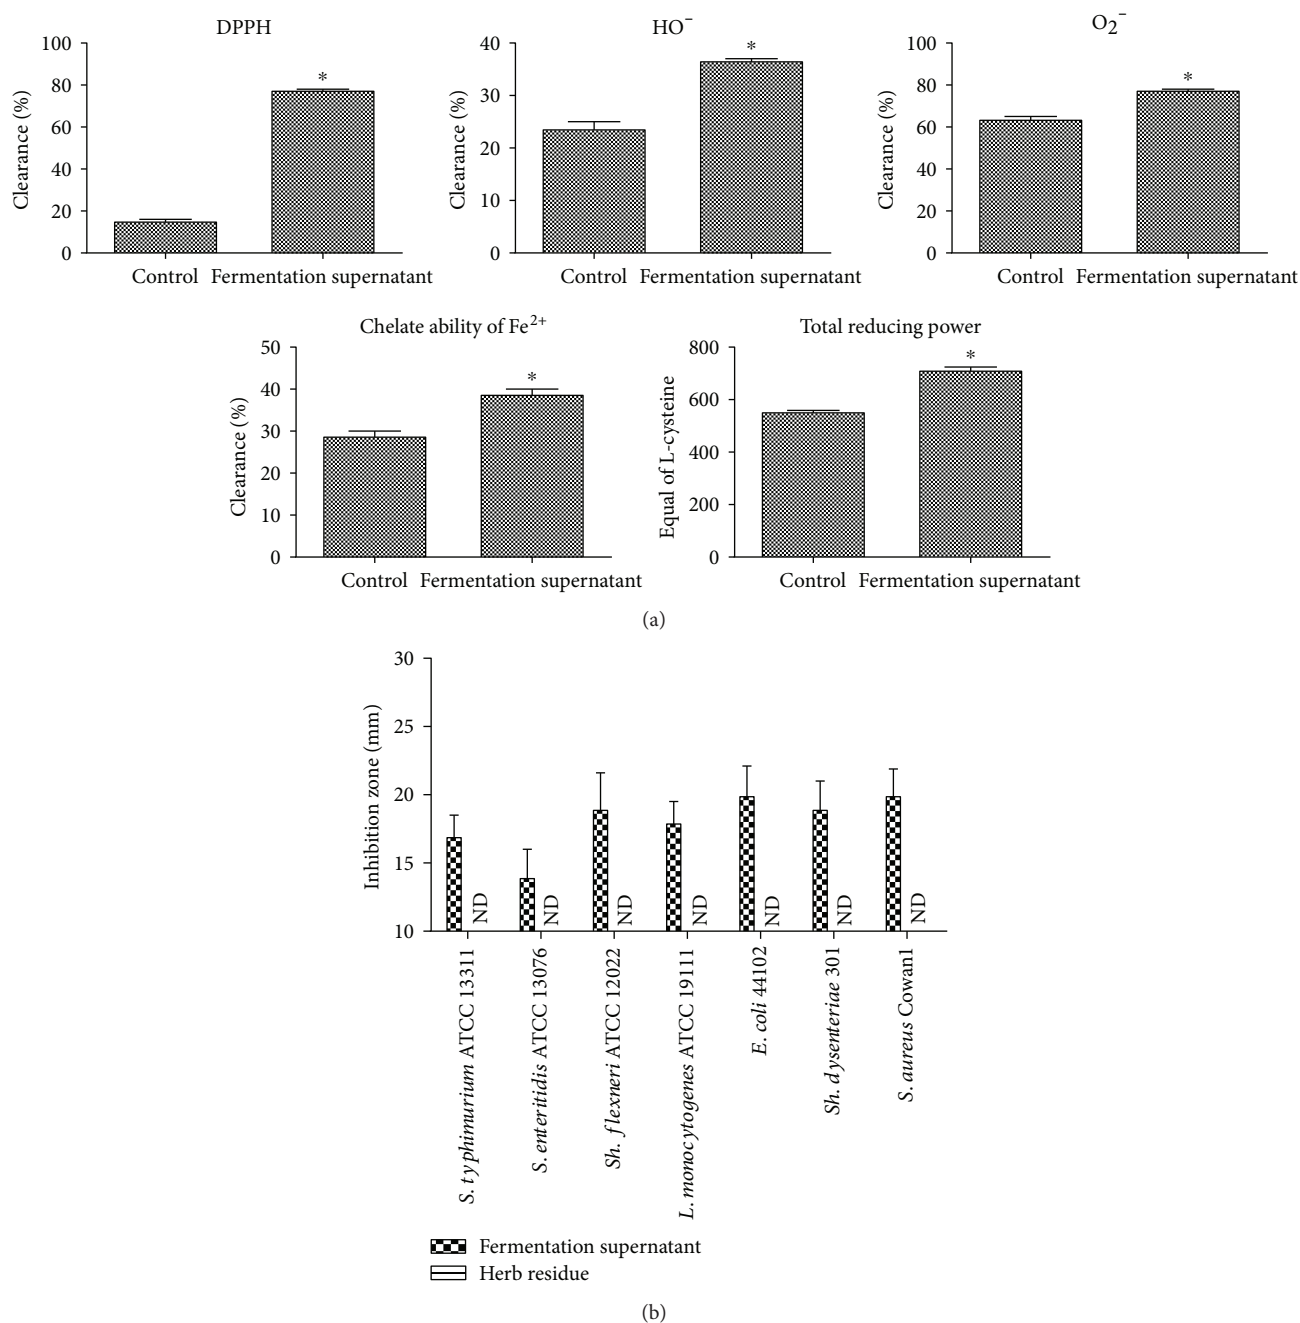 DPPH
100
80
60
40
20
0
Clearance (%)
*
Control Fermentation supernatant
HO⁻
40
30
20
10
0
Clearance (%)
*
Control Fermentation supernatant
O₂⁻
100
80
60
40
20
0
Clearance (%)
*
Control Fermentation supernatant
Chelate ability of Fe²⁺
50
40
30
20
10
0
Clearance (%)
*
Control Fermentation supernatant
Total reducing power
800
600
400
200
0
Equal of L-cysteine
*
Control Fermentation supernatant
(a)
30
25
20
15
10
Inhibition zone (mm)
ND
ND
ND
ND
ND
ND
ND
S. typhimurium ATCC 13311
S. enteritidis ATCC 13076
Sh. flexneri ATCC 12022
L. monocytogenes ATCC 19111
E. coli 44102
Sh. dysenteriae 301
S. aureus Cowan1
Fermentation supernatant
Herb residue
(b)